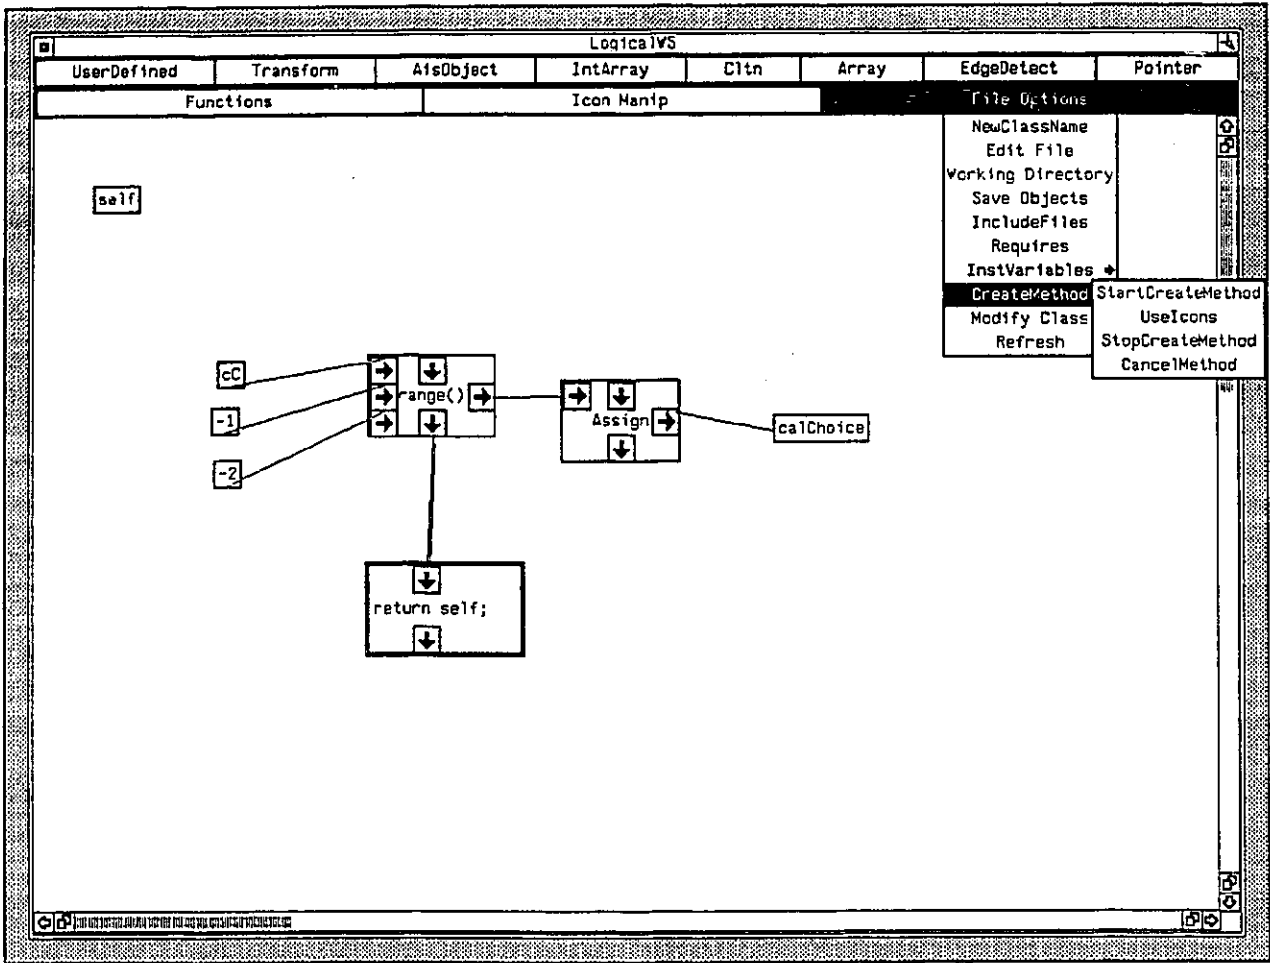 LogicalWS
UserDefined Transform AisObject IntArray Cltn Array EdgeDetect Pointer
Functions Icon Manip File Options
NewClassName
Edit File
Working Directory
Save Objects
IncludeFiles
Requires
InstVariables
CreateMethod
Modify Class
Refresh
StartCreateMethod
UseIcons
StopCreateMethod
CancelMethod
self
cC
-1
-2
range()
Assign
calChoice
return self;